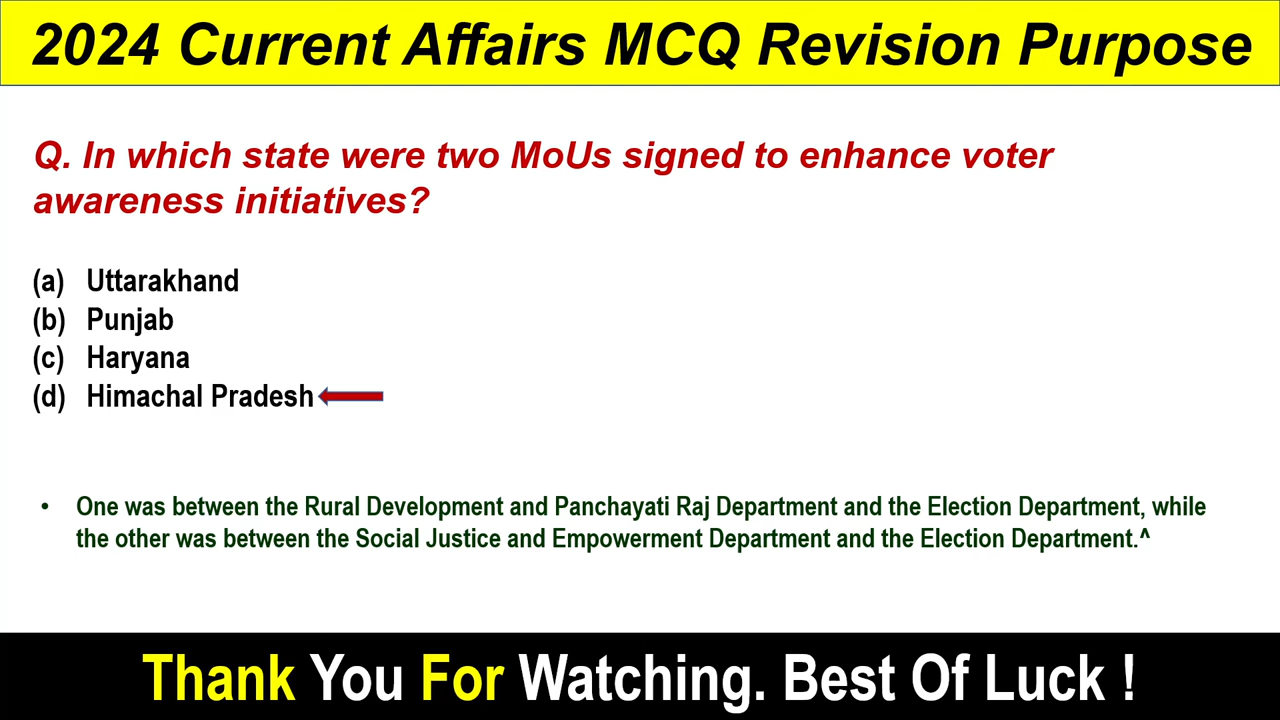 2024 Current Affairs MCQ Revision Purpose
Q. In which state were two MoUs signed to enhance voter
awareness initiatives?
(a) Uttarakhand
(b) Punjab
(c) Haryana
(d) Himachal Pradesh
• One was between the Rural Development and Panchayati Raj Department and the Election Department, while
the other was between the Social Justice and Empowerment Department and the Election Department.^
Thank You For Watching. Best Of Luck !